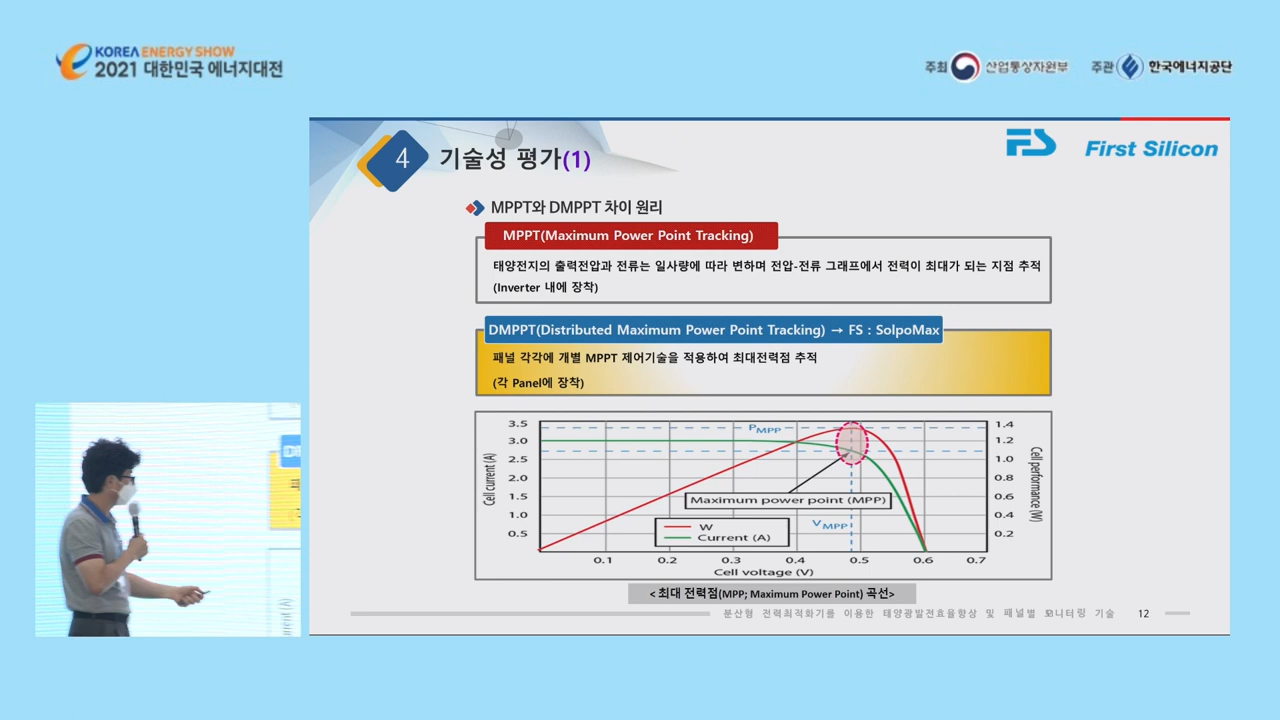 KOREA ENERGY SHOW
2021 대한민국 에너지대전
주최 산업통상자원부 주관 한국에너지공단
4 기술성 평가(1)
FS First Silicon
MPPT와 DMPPT 차이 원리
MPPT(Maximum Power Point Tracking)
태양전지의 출력전압과 전류는 일사량에 따라 변하며 전압-전류 그래프에서 전력이 최대가 되는 지점 추적
(Inverter 내에 장착)
DMPPT(Distributed Maximum Power Point Tracking) → FS : SolpoMax
패널 각각에 개별 MPPT 제어기술을 적용하여 최대전력점 추적
(각 Panel에 장착)
Cell current (A)
3.5
3.0
2.5
2.0
1.5
1.0
0.5
PMPP
Maximum power point (MPP)
VMPP
W
Current (A)
1.4
1.2
1.0
0.8
0.6
0.4
0.2
Cell performance (W)
0.1 0.2 0.3 0.4 0.5 0.6 0.7
Cell voltage (V)
< 최대 전력점(MPP; Maximum Power Point) 곡선>
분산형 전력최적화기를 이용한 태양광발전효율향상 및 패널별 모니터링 기술 12